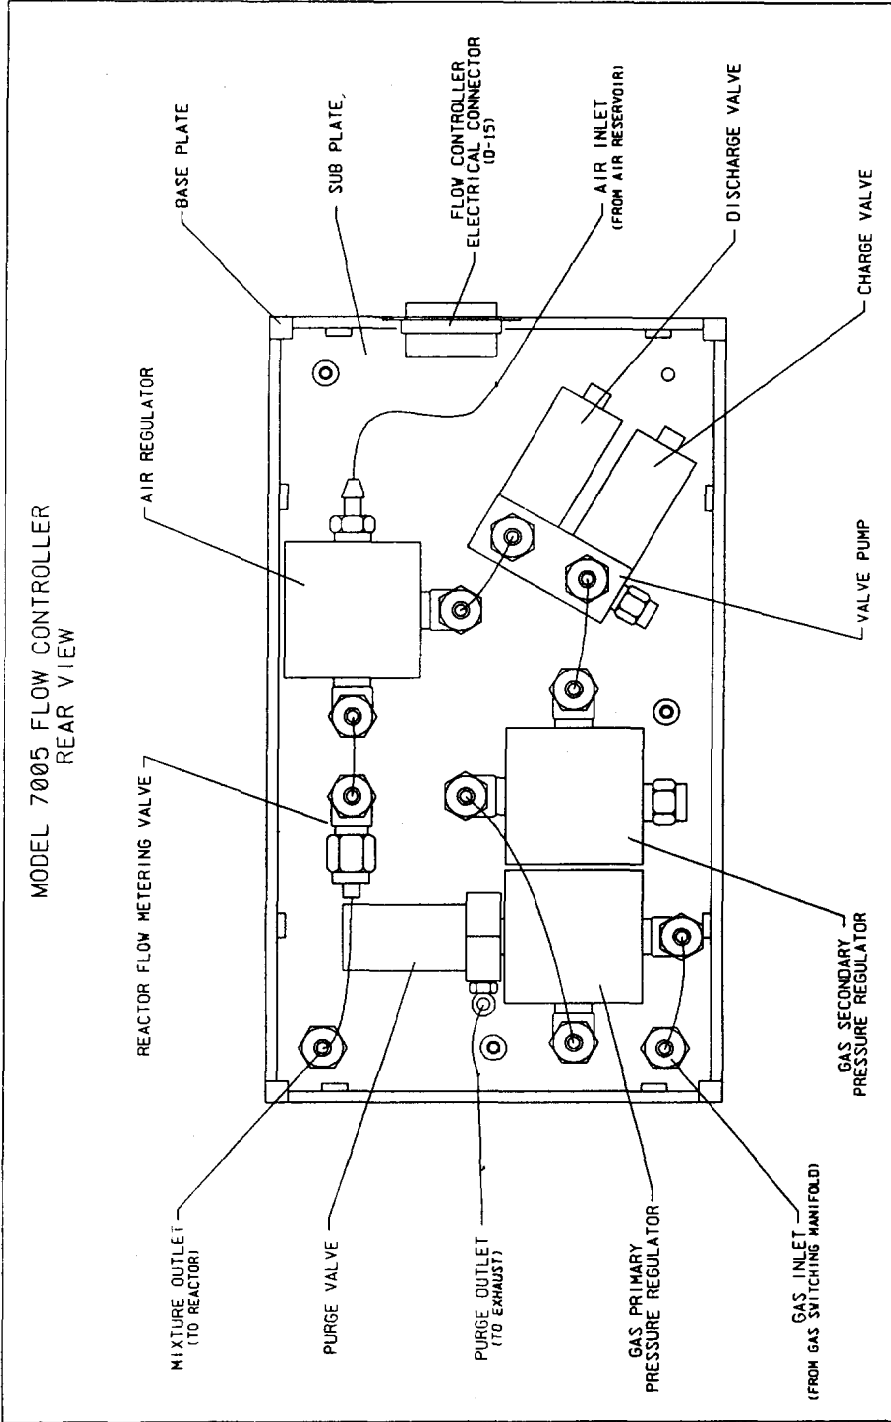 MODEL 7005 FLOW CONTROLLER
REAR VIEW
MIXTURE OUTLET
(TO REACTOR)
REACTOR FLOW METERING VALVE
AIR REGULATOR
BASE PLATE
PURGE VALVE
SUB PLATE,
PURGE OUTLET
(TO EXHAUST)
FLOW CONTROLLER
ELECTRICAL CONNECTOR
(D-15)
GAS PRIMARY
PRESSURE REGULATOR
AIR INLET
(FROM AIR RESERVOIR)
DISCHARGE VALVE
GAS INLET
(FROM GAS SWITCHING MANIFOLD)
GAS SECONDARY
PRESSURE REGULATOR
VALVE PUMP
CHARGE VALVE